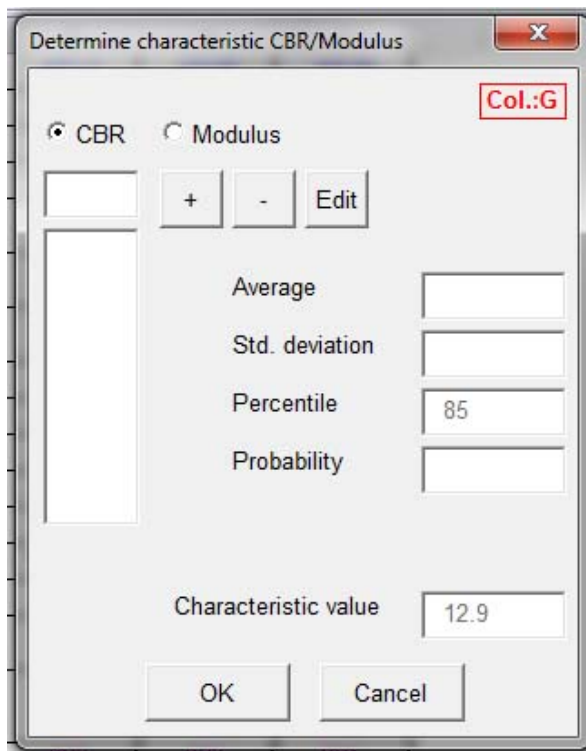 Determine characteristic CBR/Modulus
x
Col.:G
CBR Modulus
+ - Edit
Average
Std. deviation
Percentile 85
Probability
Characteristic value 12.9
OK Cancel